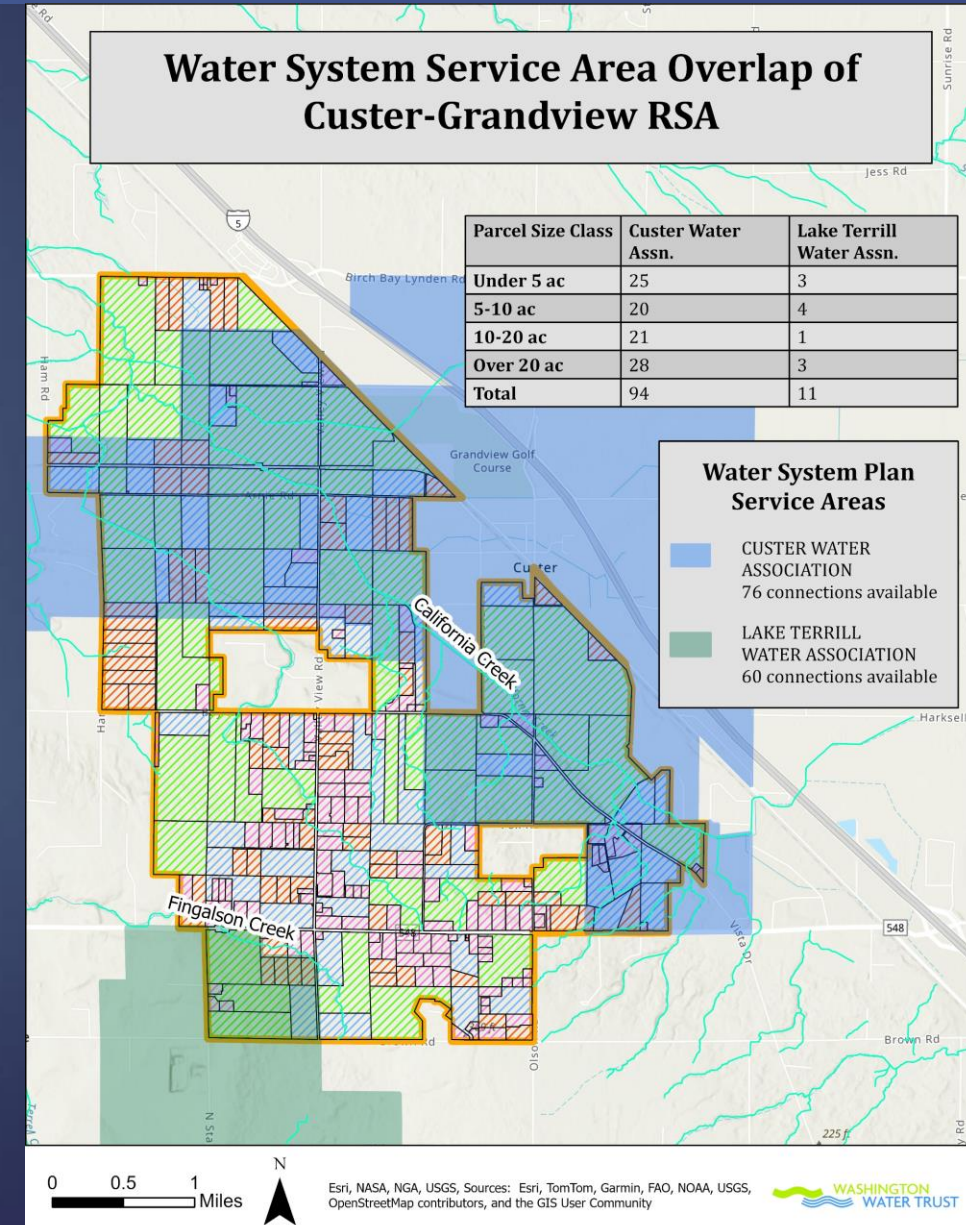 Water System Service Area Overlap of
Custer-Grandview RSA
Sunrise Rd
Jess Rd
5
Birch Bay Lynden Rd
Parcel Size Class | Custer Water Assn. | Lake Terrill Water Assn.
Under 5 ac | 25 | 3
5-10 ac | 20 | 4
10-20 ac | 21 | 1
Over 20 ac | 28 | 3
Total | 94 | 11
Ham Rd
Grandview Golf
Course
Water System Plan
Service Areas
CUSTER WATER
ASSOCIATION
76 connections available
LAKE TERRILL
WATER ASSOCIATION
60 connections available
Custer
California Creek
View Rd
Harksell
Fingalson Creek
548
548
Vista Dr
Brown Rd
Rd
N Sta
225 ft
N
0 0.5 1
Miles
Esri, NASA, NGA, USGS, Sources: Esri, TomTom, Garmin, FAO, NOAA, USGS,
OpenStreetMap contributors, and the GIS User Community
WASHINGTON
WATER TRUST